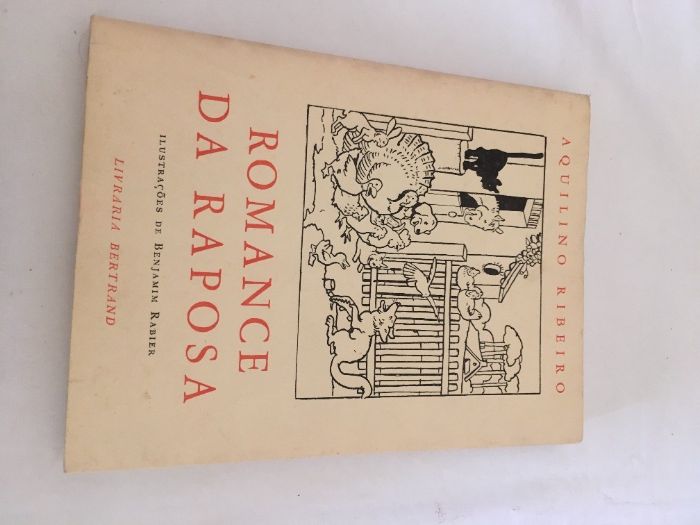 AQUILINO RIBEIRO
ROMANCE
DA RAPOSA
ILUSTRAÇÕES DE BENJAMIM RABIER
LIVRARIA BERTRAND